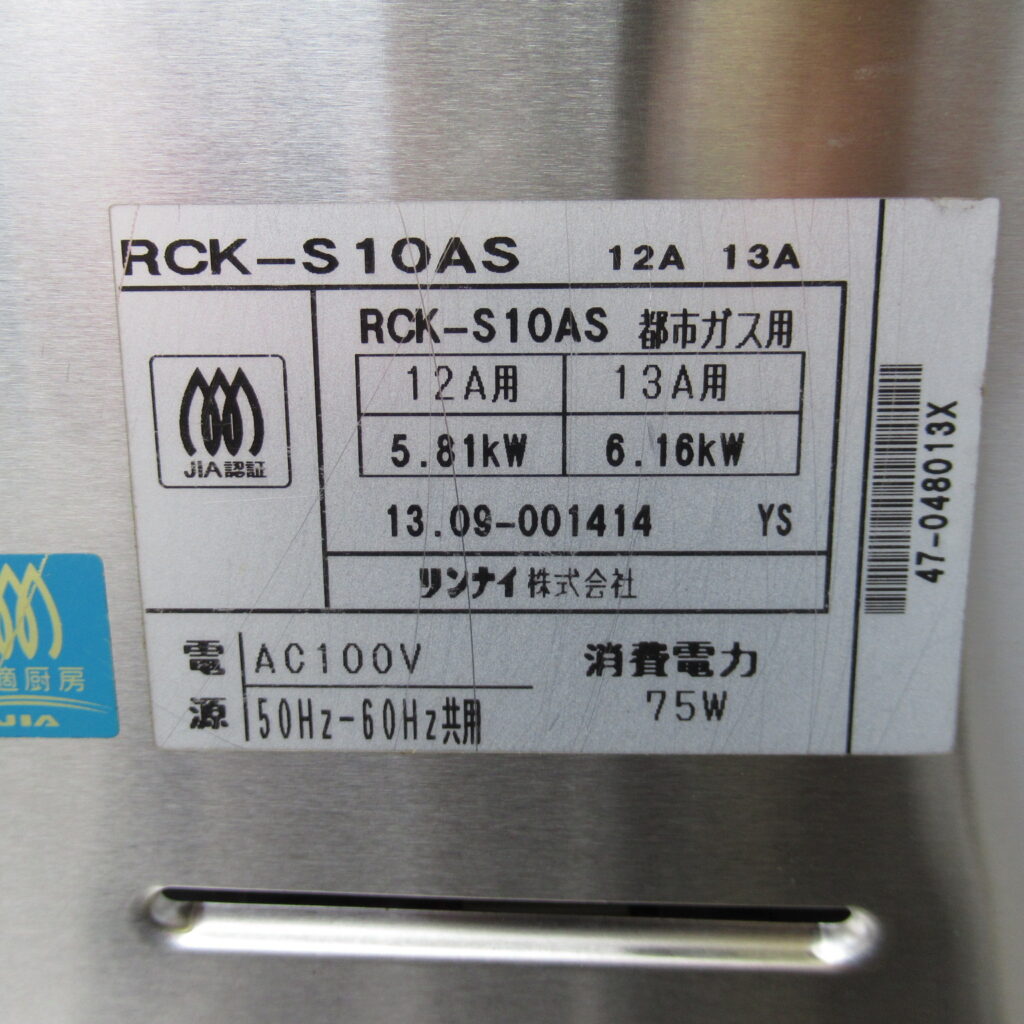 RCK-S10AS 12A 13A
RCK-S10AS 都市ガス用
12A用 13A用
5.81kW 6.16kW
JIA認証
13.09-001414 YS
リンナイ株式会社
電源 AC100V
50Hz-60Hz共用
消費電力
75W
47-048013X
適厨房
JIA